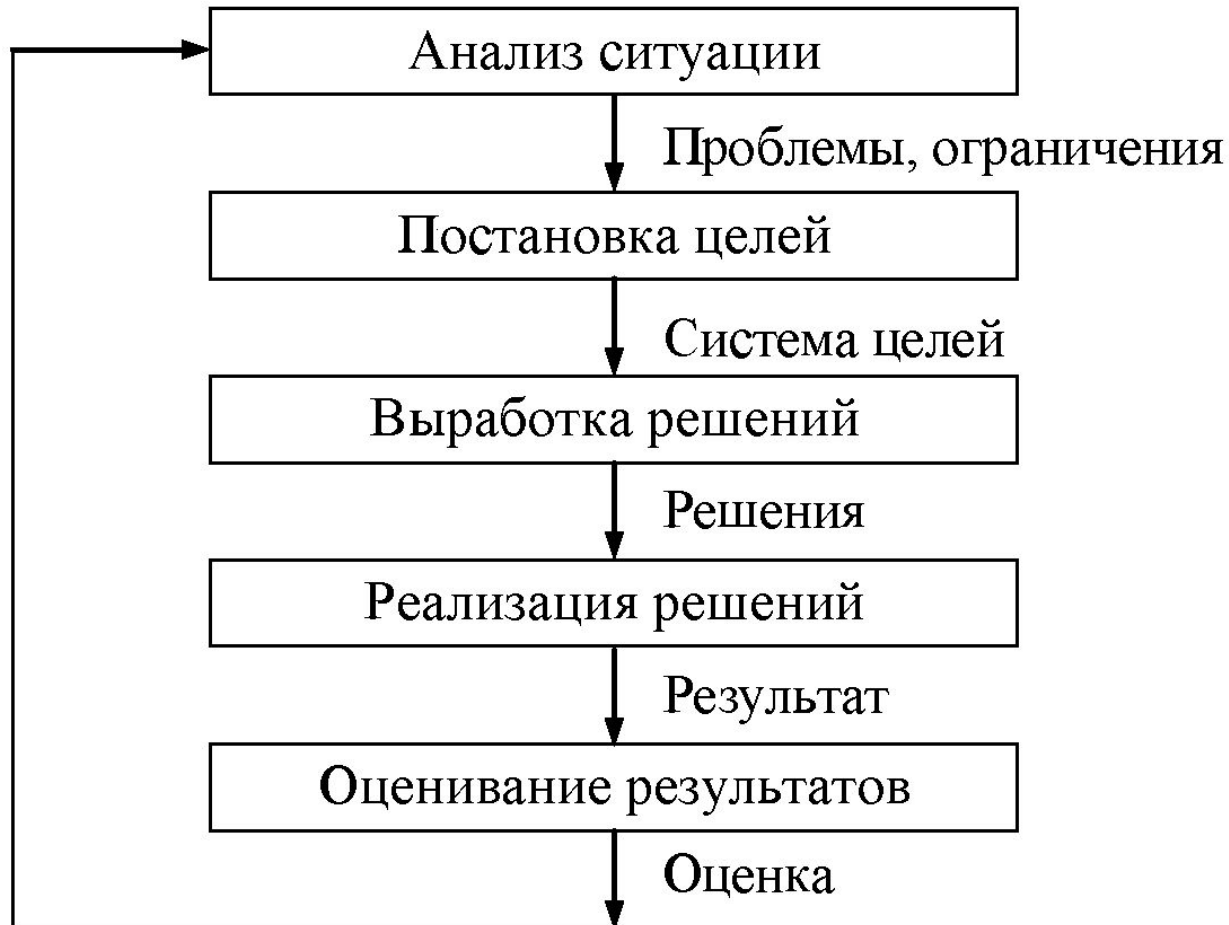 Анализ ситуации
Проблемы, ограничения
Постановка целей
Система целей
Выработка решений
Решения
Реализация решений
Результат
Оценивание результатов
Оценка